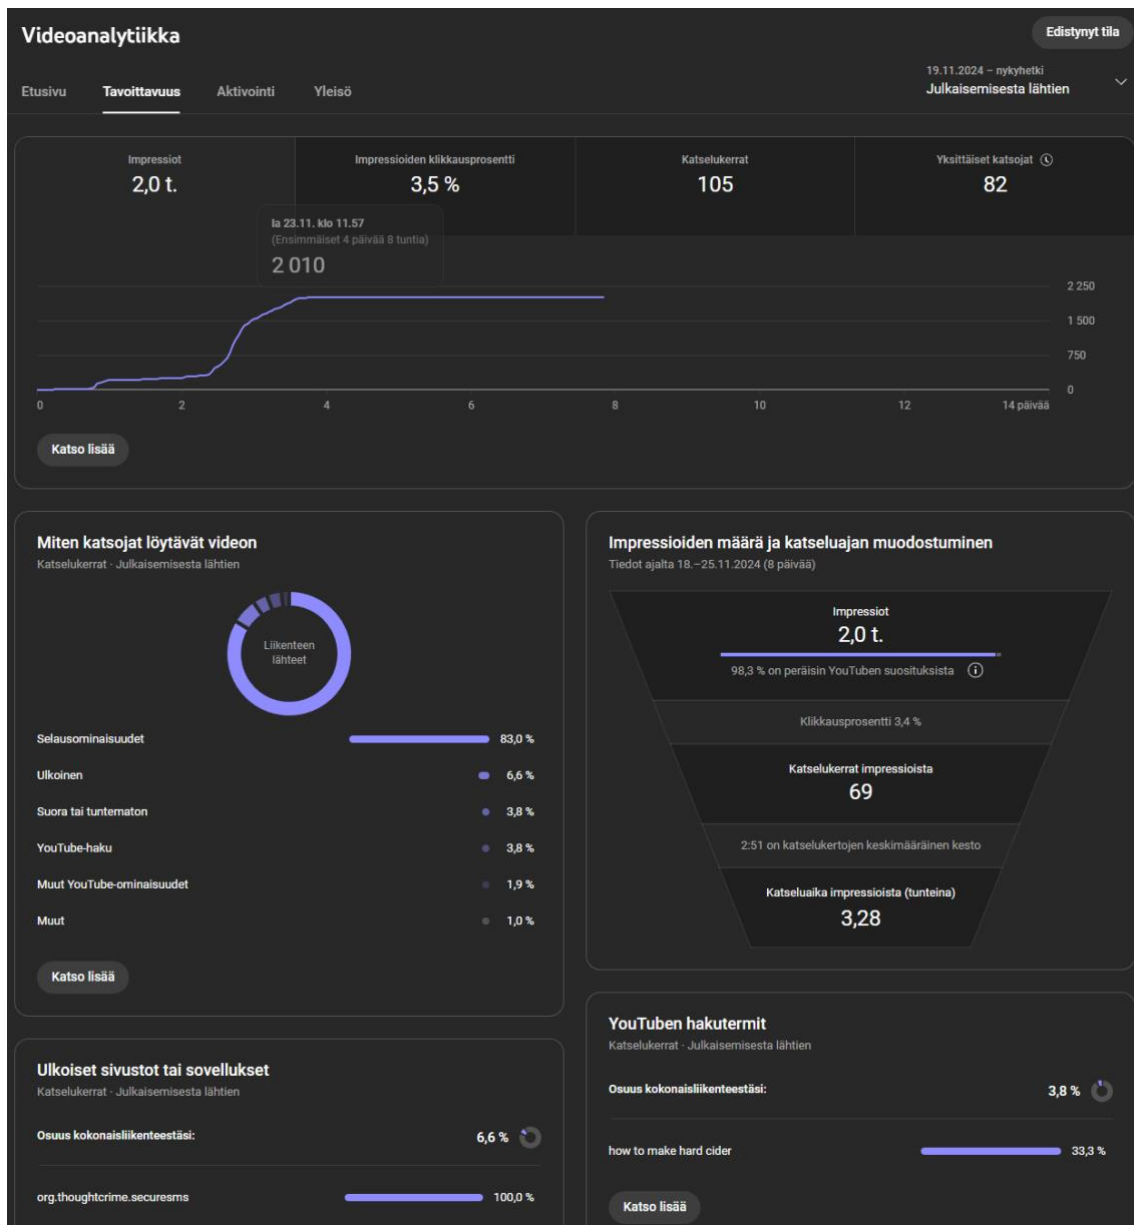 Videoanalytiikka
Edistynyt tila
Etusivu
Tavoittavuus
Aktivointi
Yleisö
19.11.2024 – nykyhetki
Julkaisemisesta lähtien
Impressiot
2,0 t.
Impressioiden klikkausprosentti
3,5 %
Katselukerrat
105
Yksittäiset katsojat
82
la 23.11. klo 11.57
(Ensimmäiset 4 päivää 8 tuntia)
2 010
2 250
1 500
750
0
0 2 4 6 8 10 12 14 päivää
Katso lisää
Miten katsojat löytävät videon
Katselukerrat · Julkaisemisesta lähtien
Liikenteen
lähteet
Selausominaisuudet 83,0 %
Ulkoinen 6,6 %
Suora tai tuntematon 3,8 %
YouTube-haku 3,8 %
Muut YouTube-ominaisuudet 1,9 %
Muut 1,0 %
Katso lisää
Impressioiden määrä ja katseluajan muodostuminen
Tiedot ajalta 18.–25.11.2024 (8 päivää)
Impressiot
2,0 t.
98,3 % on peräisin YouTuben suosituksista
Klikkausprosentti 3,4 %
Katselukerrat impressioista
69
2:51 on katselukertojen keskimääräinen kesto
Katseluaika impressioista (tunteina)
3,28
Ulkoiset sivustot tai sovellukset
Katselukerrat · Julkaisemisesta lähtien
Osuus kokonaisliikenteestäsi: 6,6 %
org.thoughtcrime.securesms 100,0 %
YouTuben hakutermit
Katselukerrat · Julkaisemisesta lähtien
Osuus kokonaisliikenteestäsi: 3,8 %
how to make hard cider 33,3 %
Katso lisää